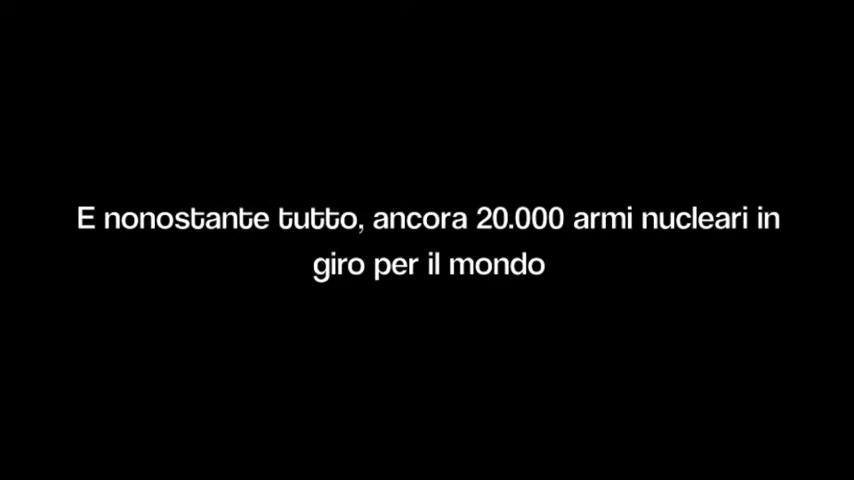 E nonostante tutto, ancora 20.000 armi nucleari in
giro per il mondo